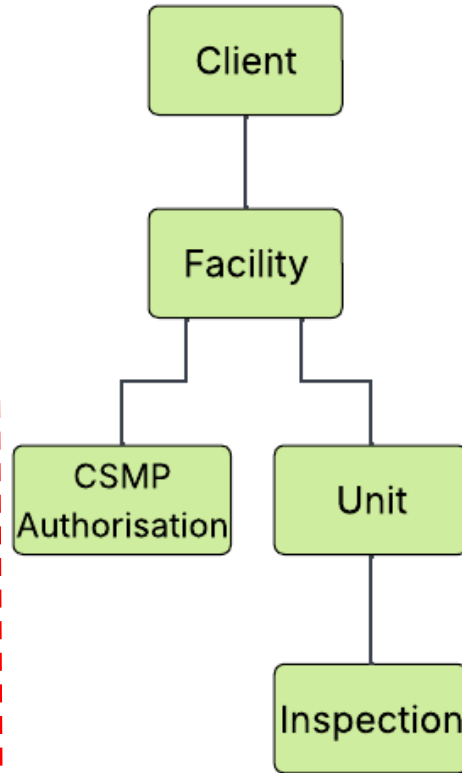 Client
Facility
CSMP
Authorisation
Unit
Inspection